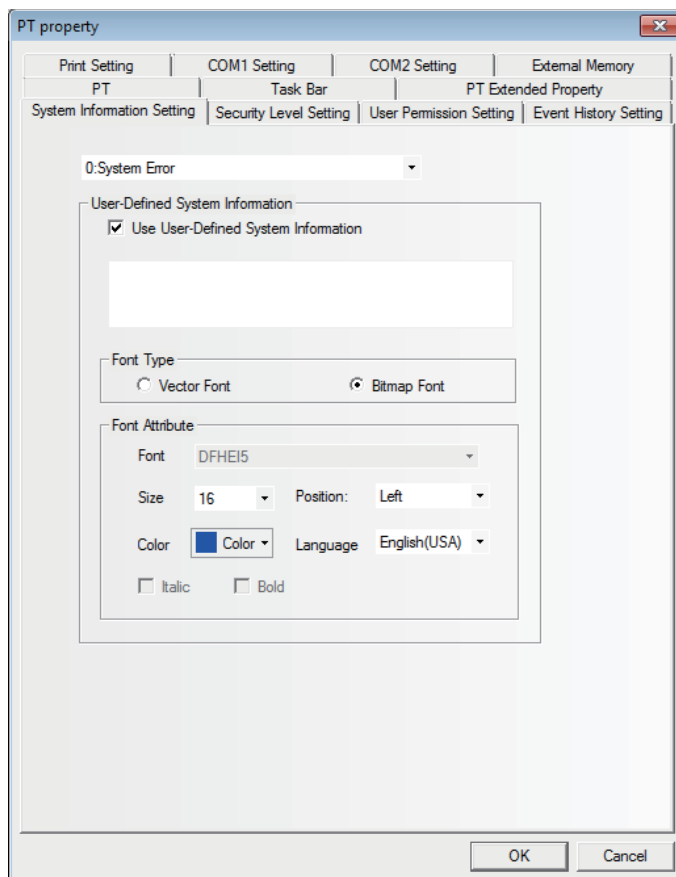 PT property
Print Setting COM1 Setting COM2 Setting External Memory
PT Task Bar PT Extended Property
System Information Setting Security Level Setting User Permission Setting Event History Setting
0:System Error
User-Defined System Information
Use User-Defined System Information
Font Type
Vector Font Bitmap Font
Font Attribute
Font DFHEI5
Size 16 Position: Left
Color Color Language English(USA)
Italic Bold
OK Cancel